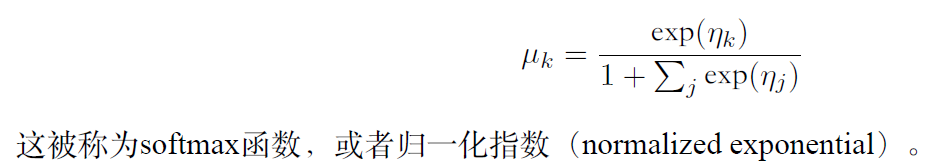 μ_k = exp(η_k) / (1 + ∑_j exp(η_j))
这被称为softmax函数，或者归一化指数（normalized exponential）。